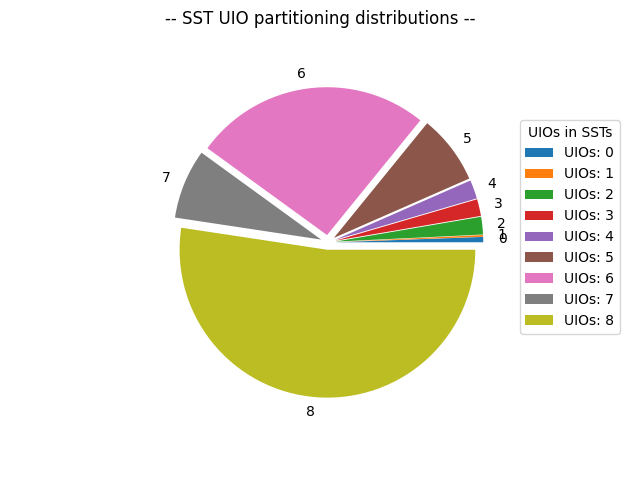 -- SST UIO partitioning distributions --
6
5
7
4
3
2
1
0
8
UIOs in SSTs
UIOs: 0
UIOs: 1
UIOs: 2
UIOs: 3
UIOs: 4
UIOs: 5
UIOs: 6
UIOs: 7
UIOs: 8